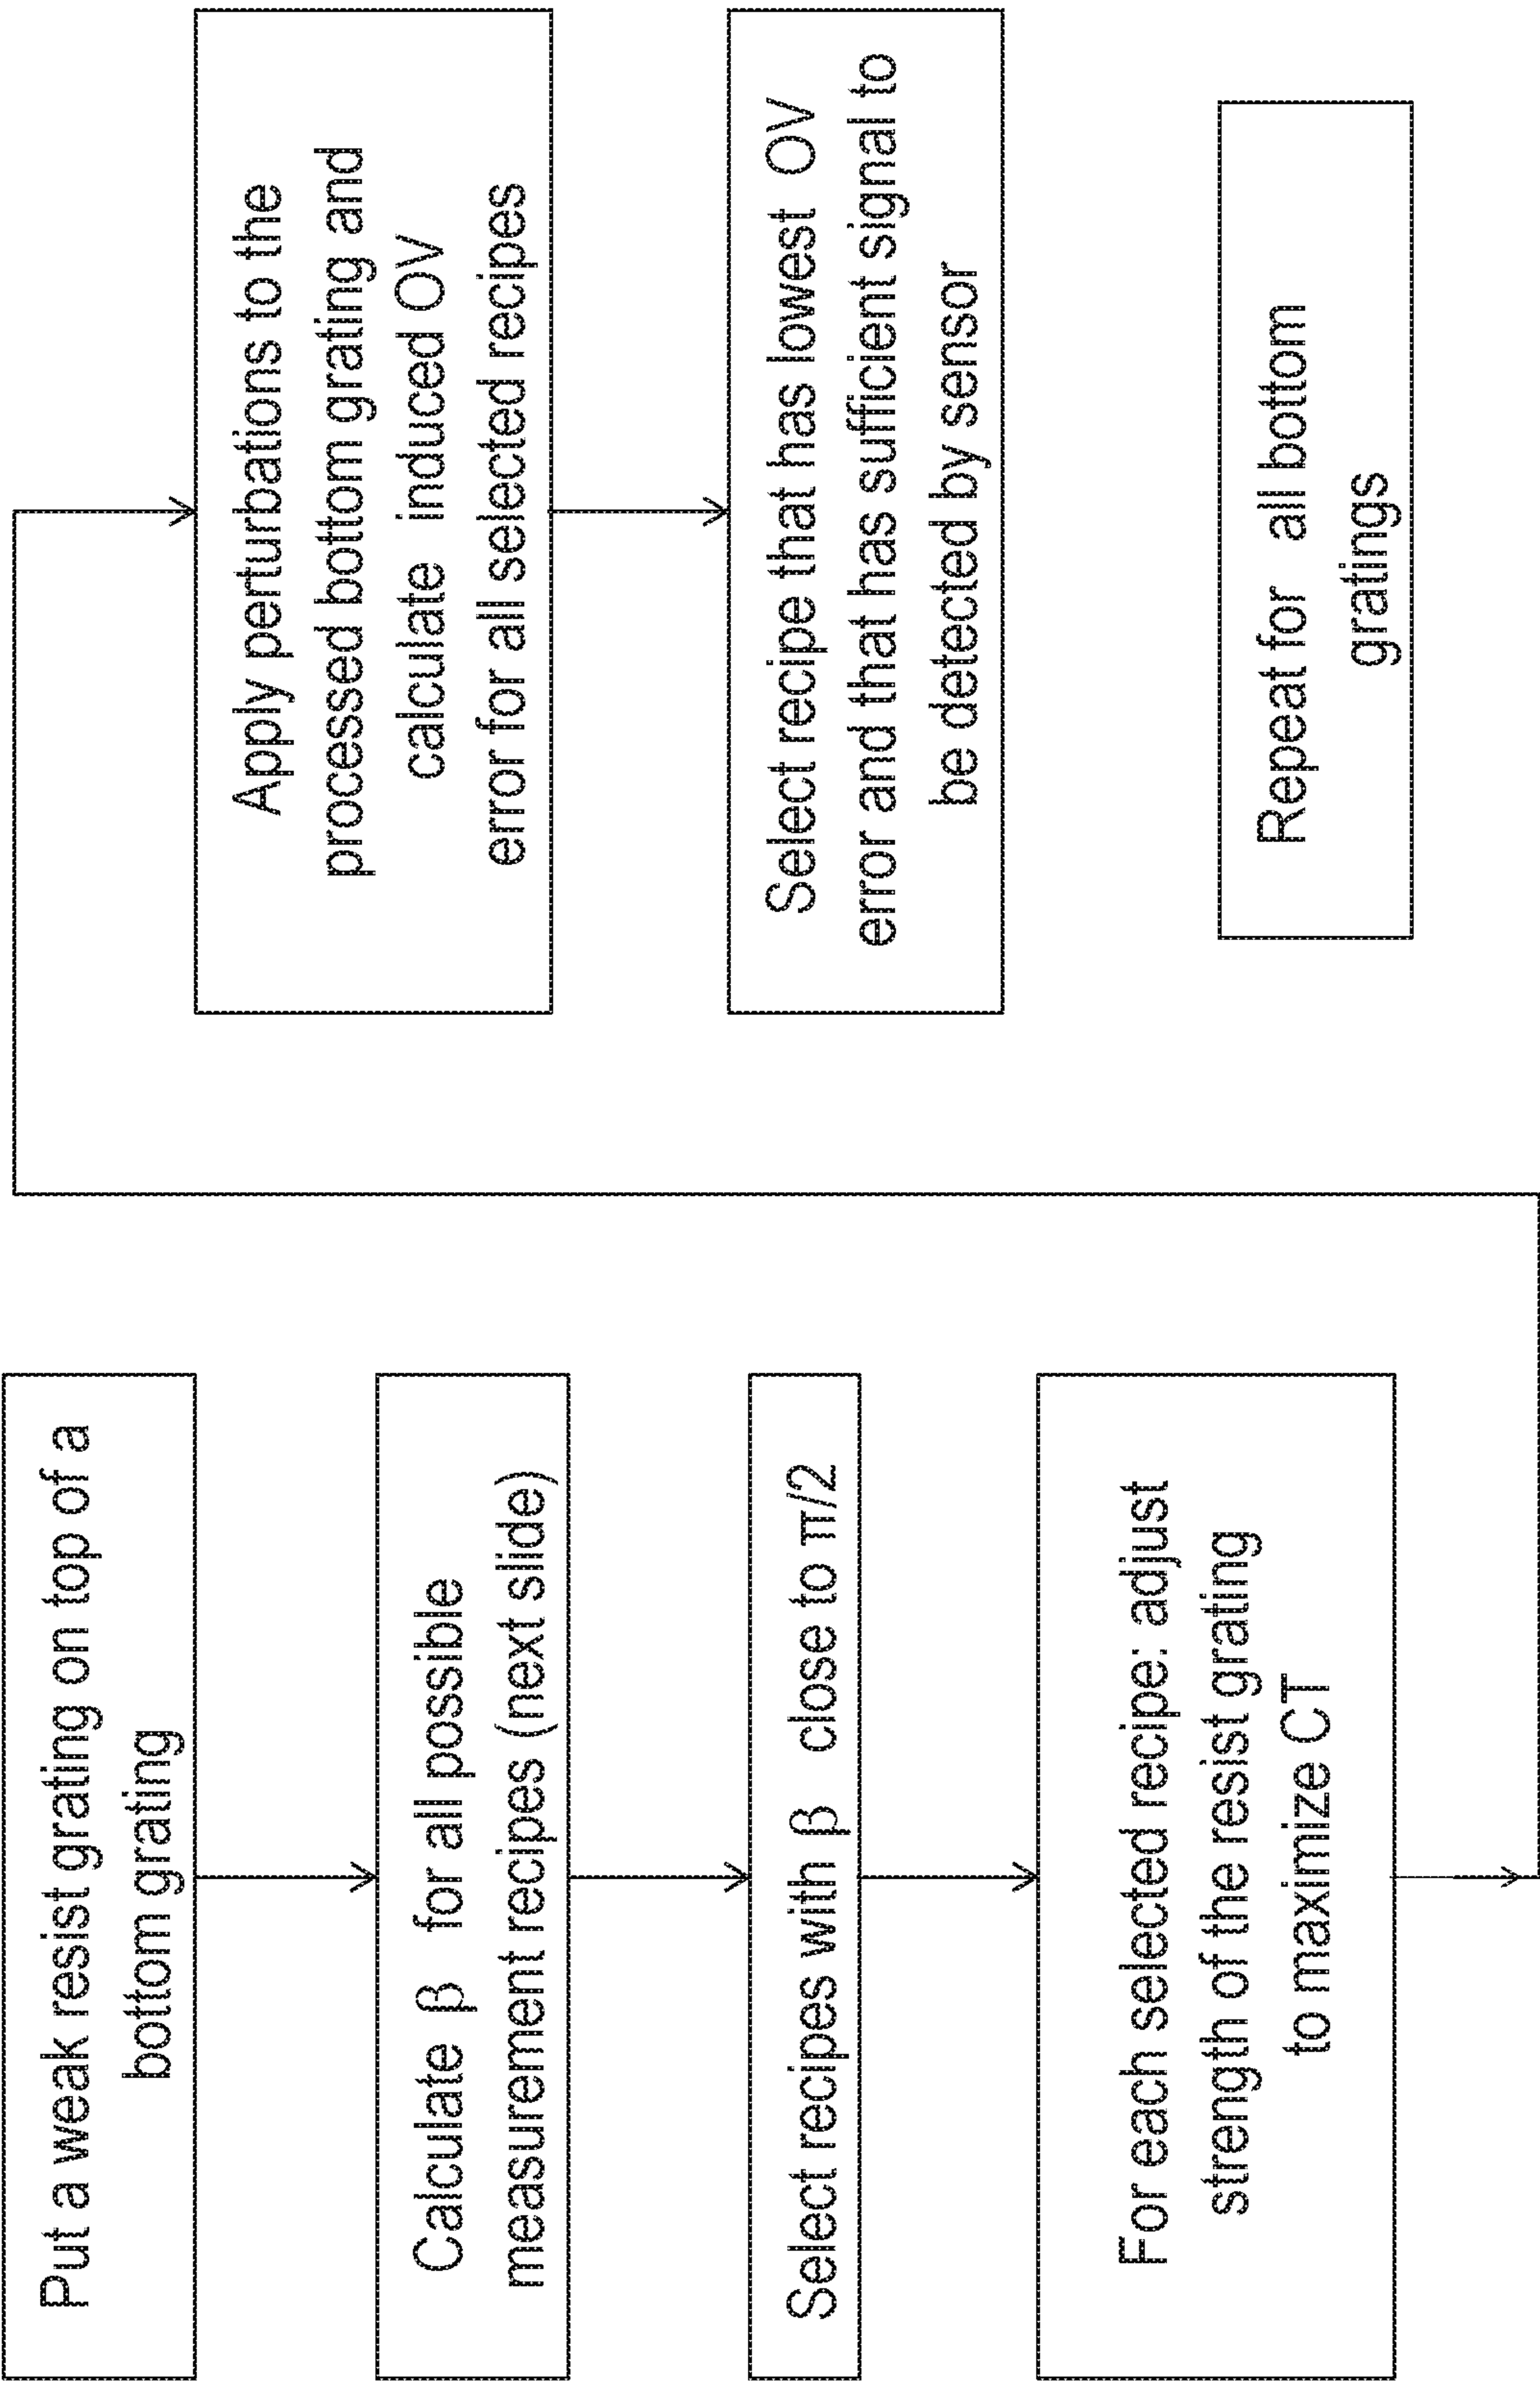 Put a weak resist grating on top of a
bottom grating
Calculate β for all possible
measurement recipes (next slide)
Select recipes with β close to π/2
For each selected recipe: adjust
strength of the resist grating
to maximize CT
Apply perturbations to the
processed bottom grating and
calculate induced OV
error for all selected recipes
Select recipe that has lowest OV
error and that has sufficient signal to
be detected by sensor
Repeat for all bottom
gratings